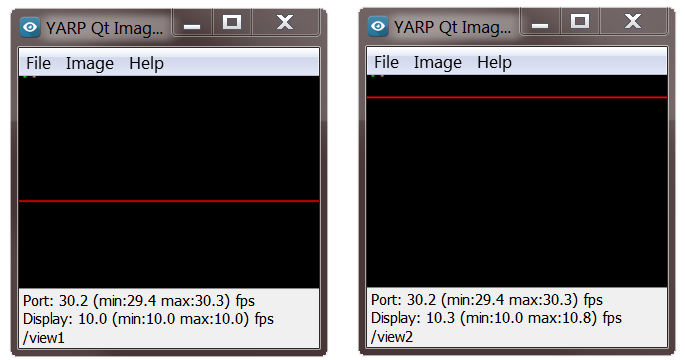 YARP Qt Imag...
File Image Help
Port: 30.2 (min:29.4 max:30.3) fps
Display: 10.0 (min:10.0 max:10.0) fps
/view1
YARP Qt Imag...
File Image Help
Port: 30.2 (min:29.4 max:30.3) fps
Display: 10.3 (min:10.0 max:10.8) fps
/view2